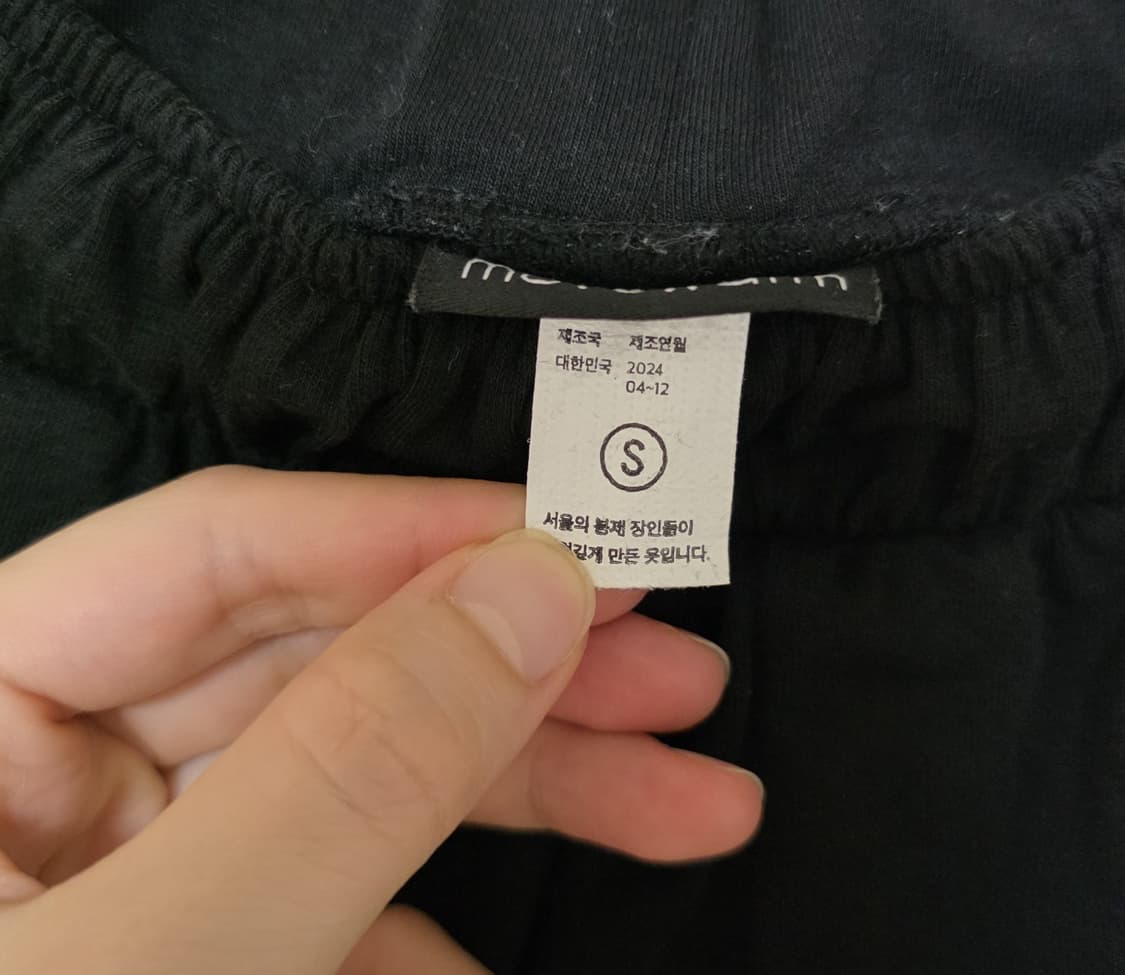 제조국 제조연월
대한민국 2024
04~12
S
서울의 봉제 장인들이
만든 옷입니다.